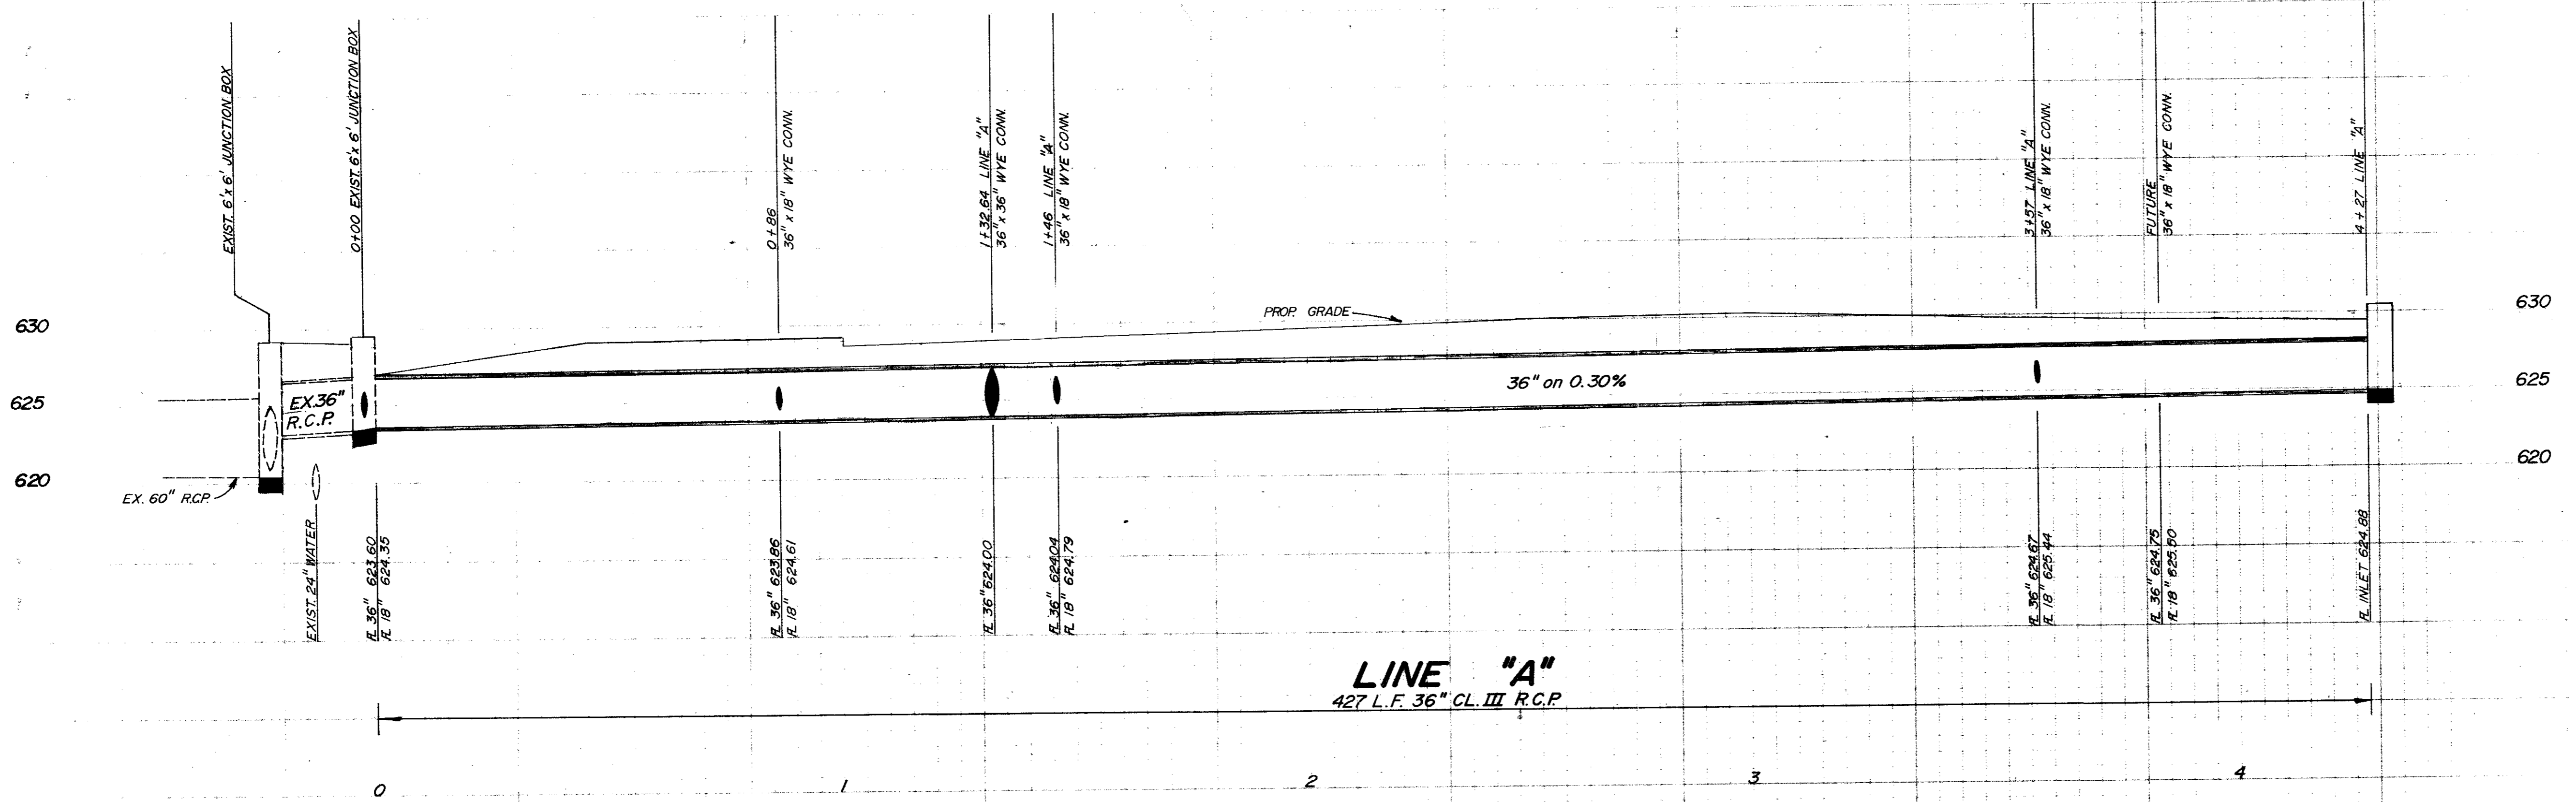 EXIST. 6'x 6' JUNCTION BOX
0+00 EXIST. 6'x 6' JUNCTION BOX
0+86
36" x 18" WYE CONN.
1+32.64 LINE "A"
36" x 36" WYE CONN.
1+46 LINE "A"
36" x 18" WYE CONN.
3+57 LINE "A"
36" x 18" WYE CONN.
FUTURE
36" x 18" WYE CONN.
4+27 LINE "A"
630
PROP. GRADE
630
625
EX. 36"
R.C.P.
36" on 0.30%
625
620
EX. 60" R.C.P.
620
EXIST. 24" WATER
FL 36" 623.60
FL 18" 624.35
FL 36" 623.86
FL 18" 624.61
FL 36" 624.00
FL 36" 624.04
FL 18" 624.79
FL 36" 624.67
FL 18" 625.44
FL 36" 624.75
FL 18" 625.50
FL INLET 624.88
LINE "A"
427 L.F. 36" CL. III R.C.P.
0 1 2 3 4